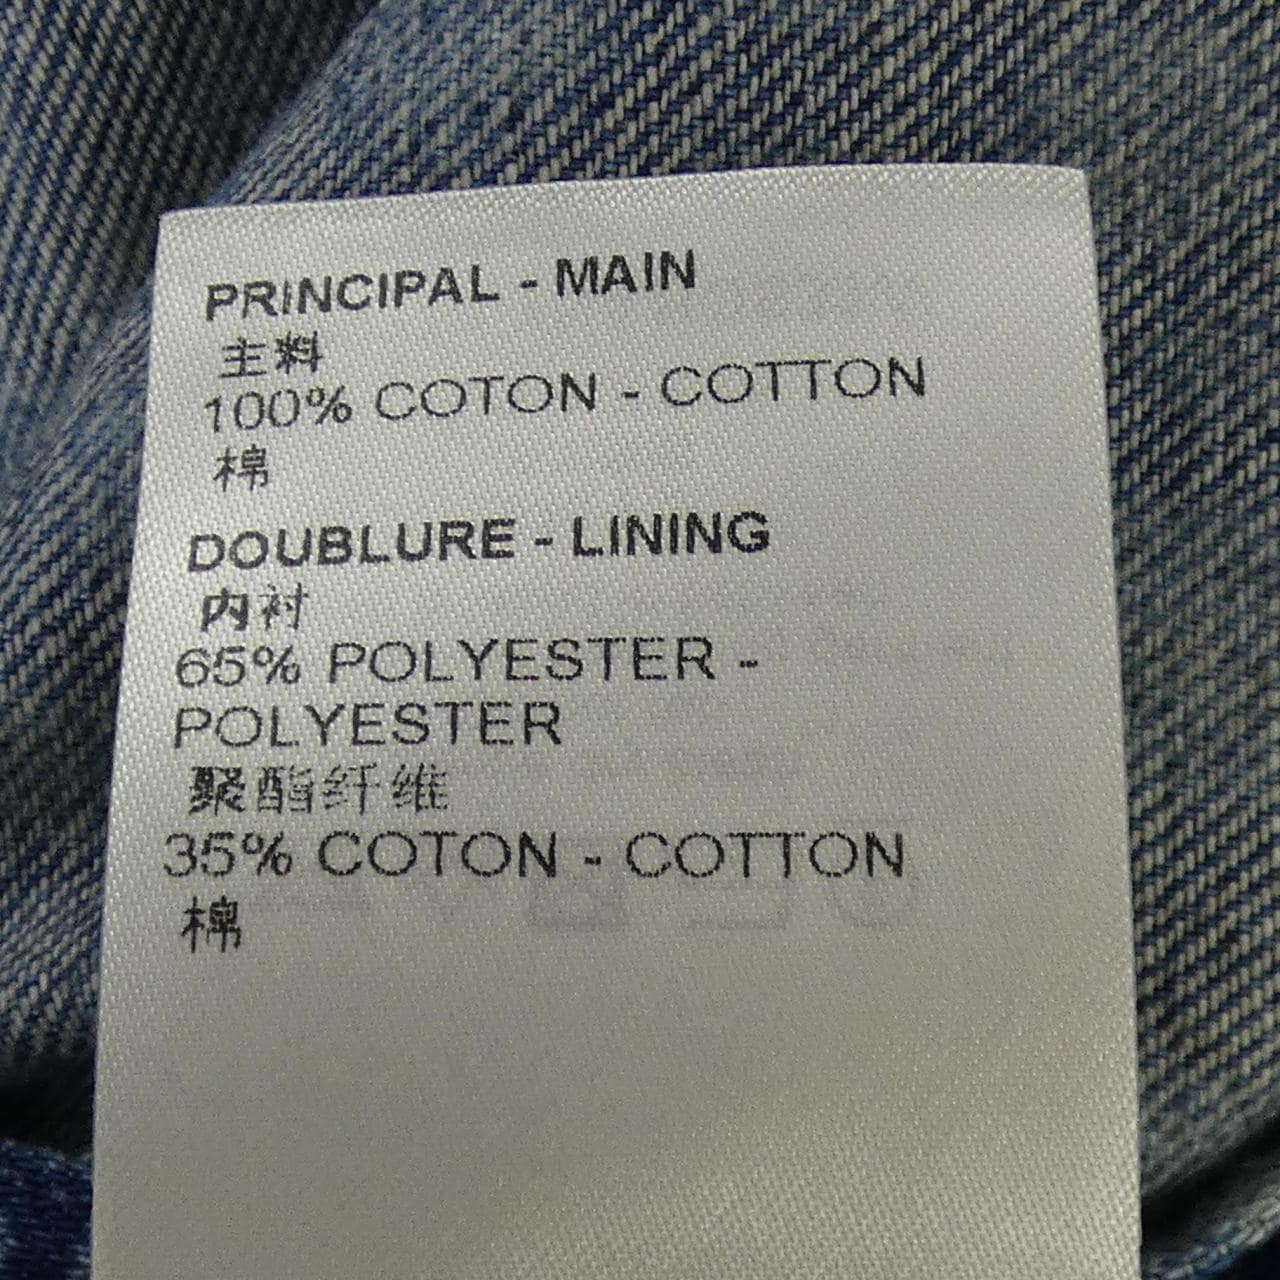 PRINCIPAL - MAIN
主料
100% COTON - COTTON
棉
DOUBLURE - LINING
内衬
65% POLYESTER -
POLYESTER
聚酯纤维
35% COTON - COTTON
棉